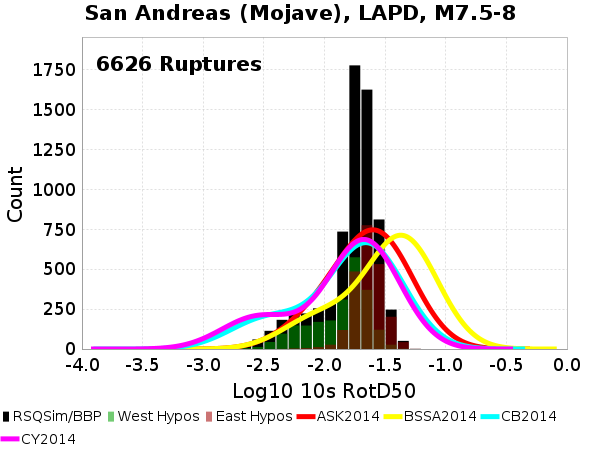 San Andreas (Mojave), LAPD, M7.5-8
6626 Ruptures
Count
1750
1500
1250
1000
750
500
250
0
-4.0 -3.5 -3.0 -2.5 -2.0 -1.5 -1.0 -0.5 0.0
Log10 10s RotD50
RSQSim/BBP West Hypos East Hypos ASK2014 BSSA2014 CB2014
CY2014